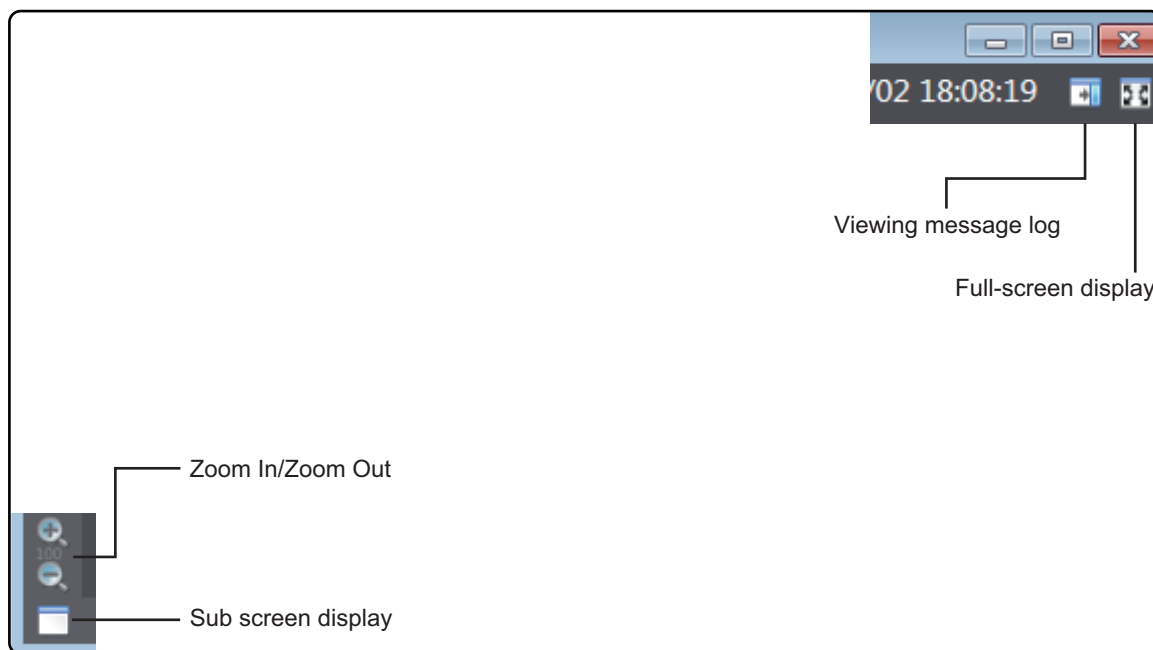 /02 18:08:19
Viewing message log
Full-screen display
Zoom In/Zoom Out
100
Sub screen display